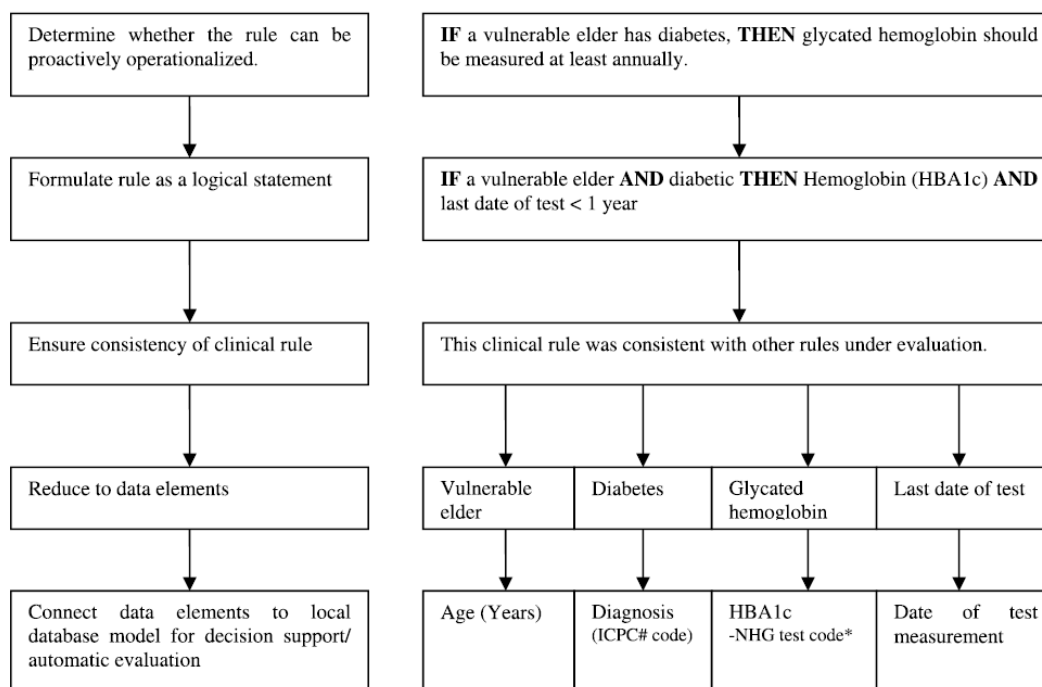 Determine whether the rule can be
proactively operationalized.
IF a vulnerable elder has diabetes, THEN glycated hemoglobin should
be measured at least annually.
Formulate rule as a logical statement
IF a vulnerable elder AND diabetic THEN Hemoglobin (HBA1c) AND
last date of test < 1 year
Ensure consistency of clinical rule
This clinical rule was consistent with other rules under evaluation.
Reduce to data elements
Vulnerable
elder
Diabetes
Glycated
hemoglobin
Last date of test
Connect data elements to local
database model for decision support/
automatic evaluation
Age (Years)
Diagnosis
(ICPC# code)
HBA1c
-NHG test code*
Date of test
measurement